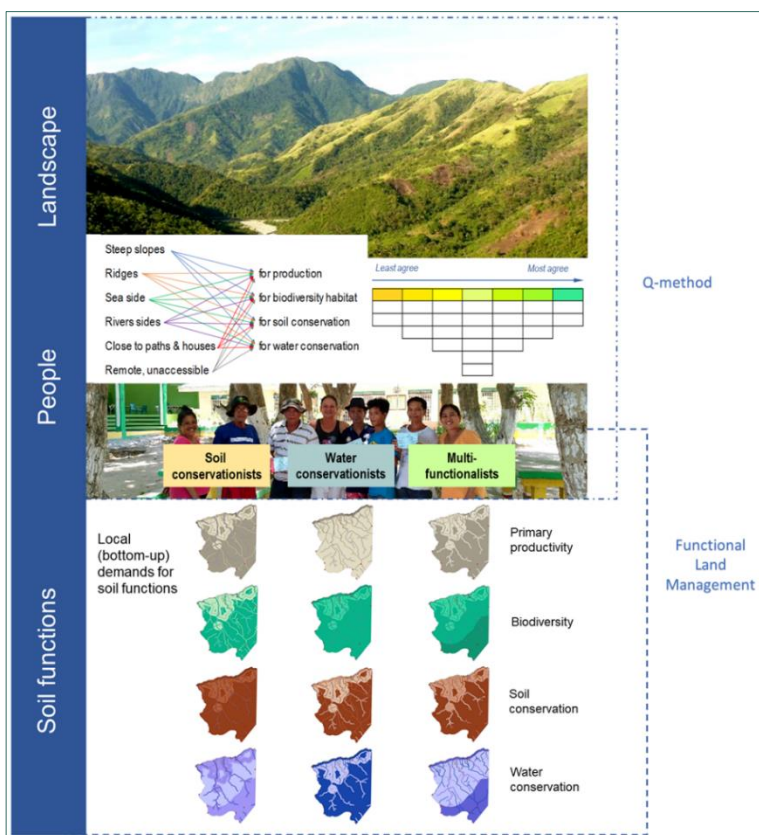 Landscape
Steep slopes
Ridges
Sea side
Rivers sides
Close to paths & houses
Remote, unaccessible
for production
for biodiversity habitat
for soil conservation
for water conservation
Least agree
Most agree
Q-method
People
Soil
conservationists
Water
conservationists
Multi-
functionalists
Soil functions
Local
(bottom-up)
demands for
soil functions
Primary
productivity
Biodiversity
Soil
conservation
Water
conservation
Functional
Land
Management